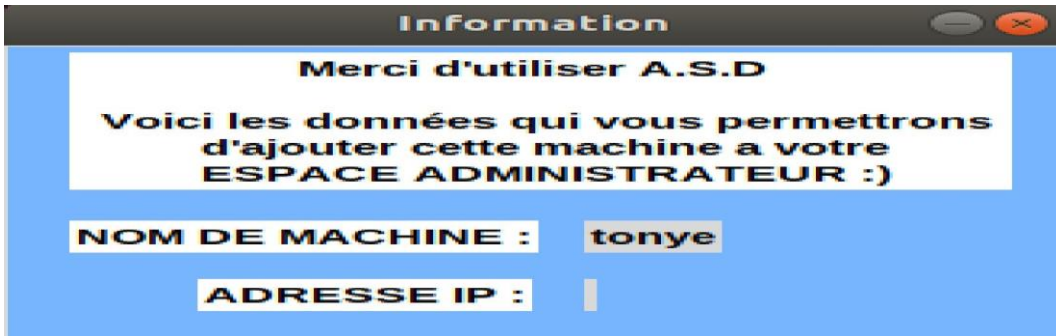 Information
Merci d'utiliser A.S.D
Voici les données qui vous permettrons
d'ajouter cette machine a votre
ESPACE ADMINISTRATEUR :)
NOM DE MACHINE : tonye
ADRESSE IP :